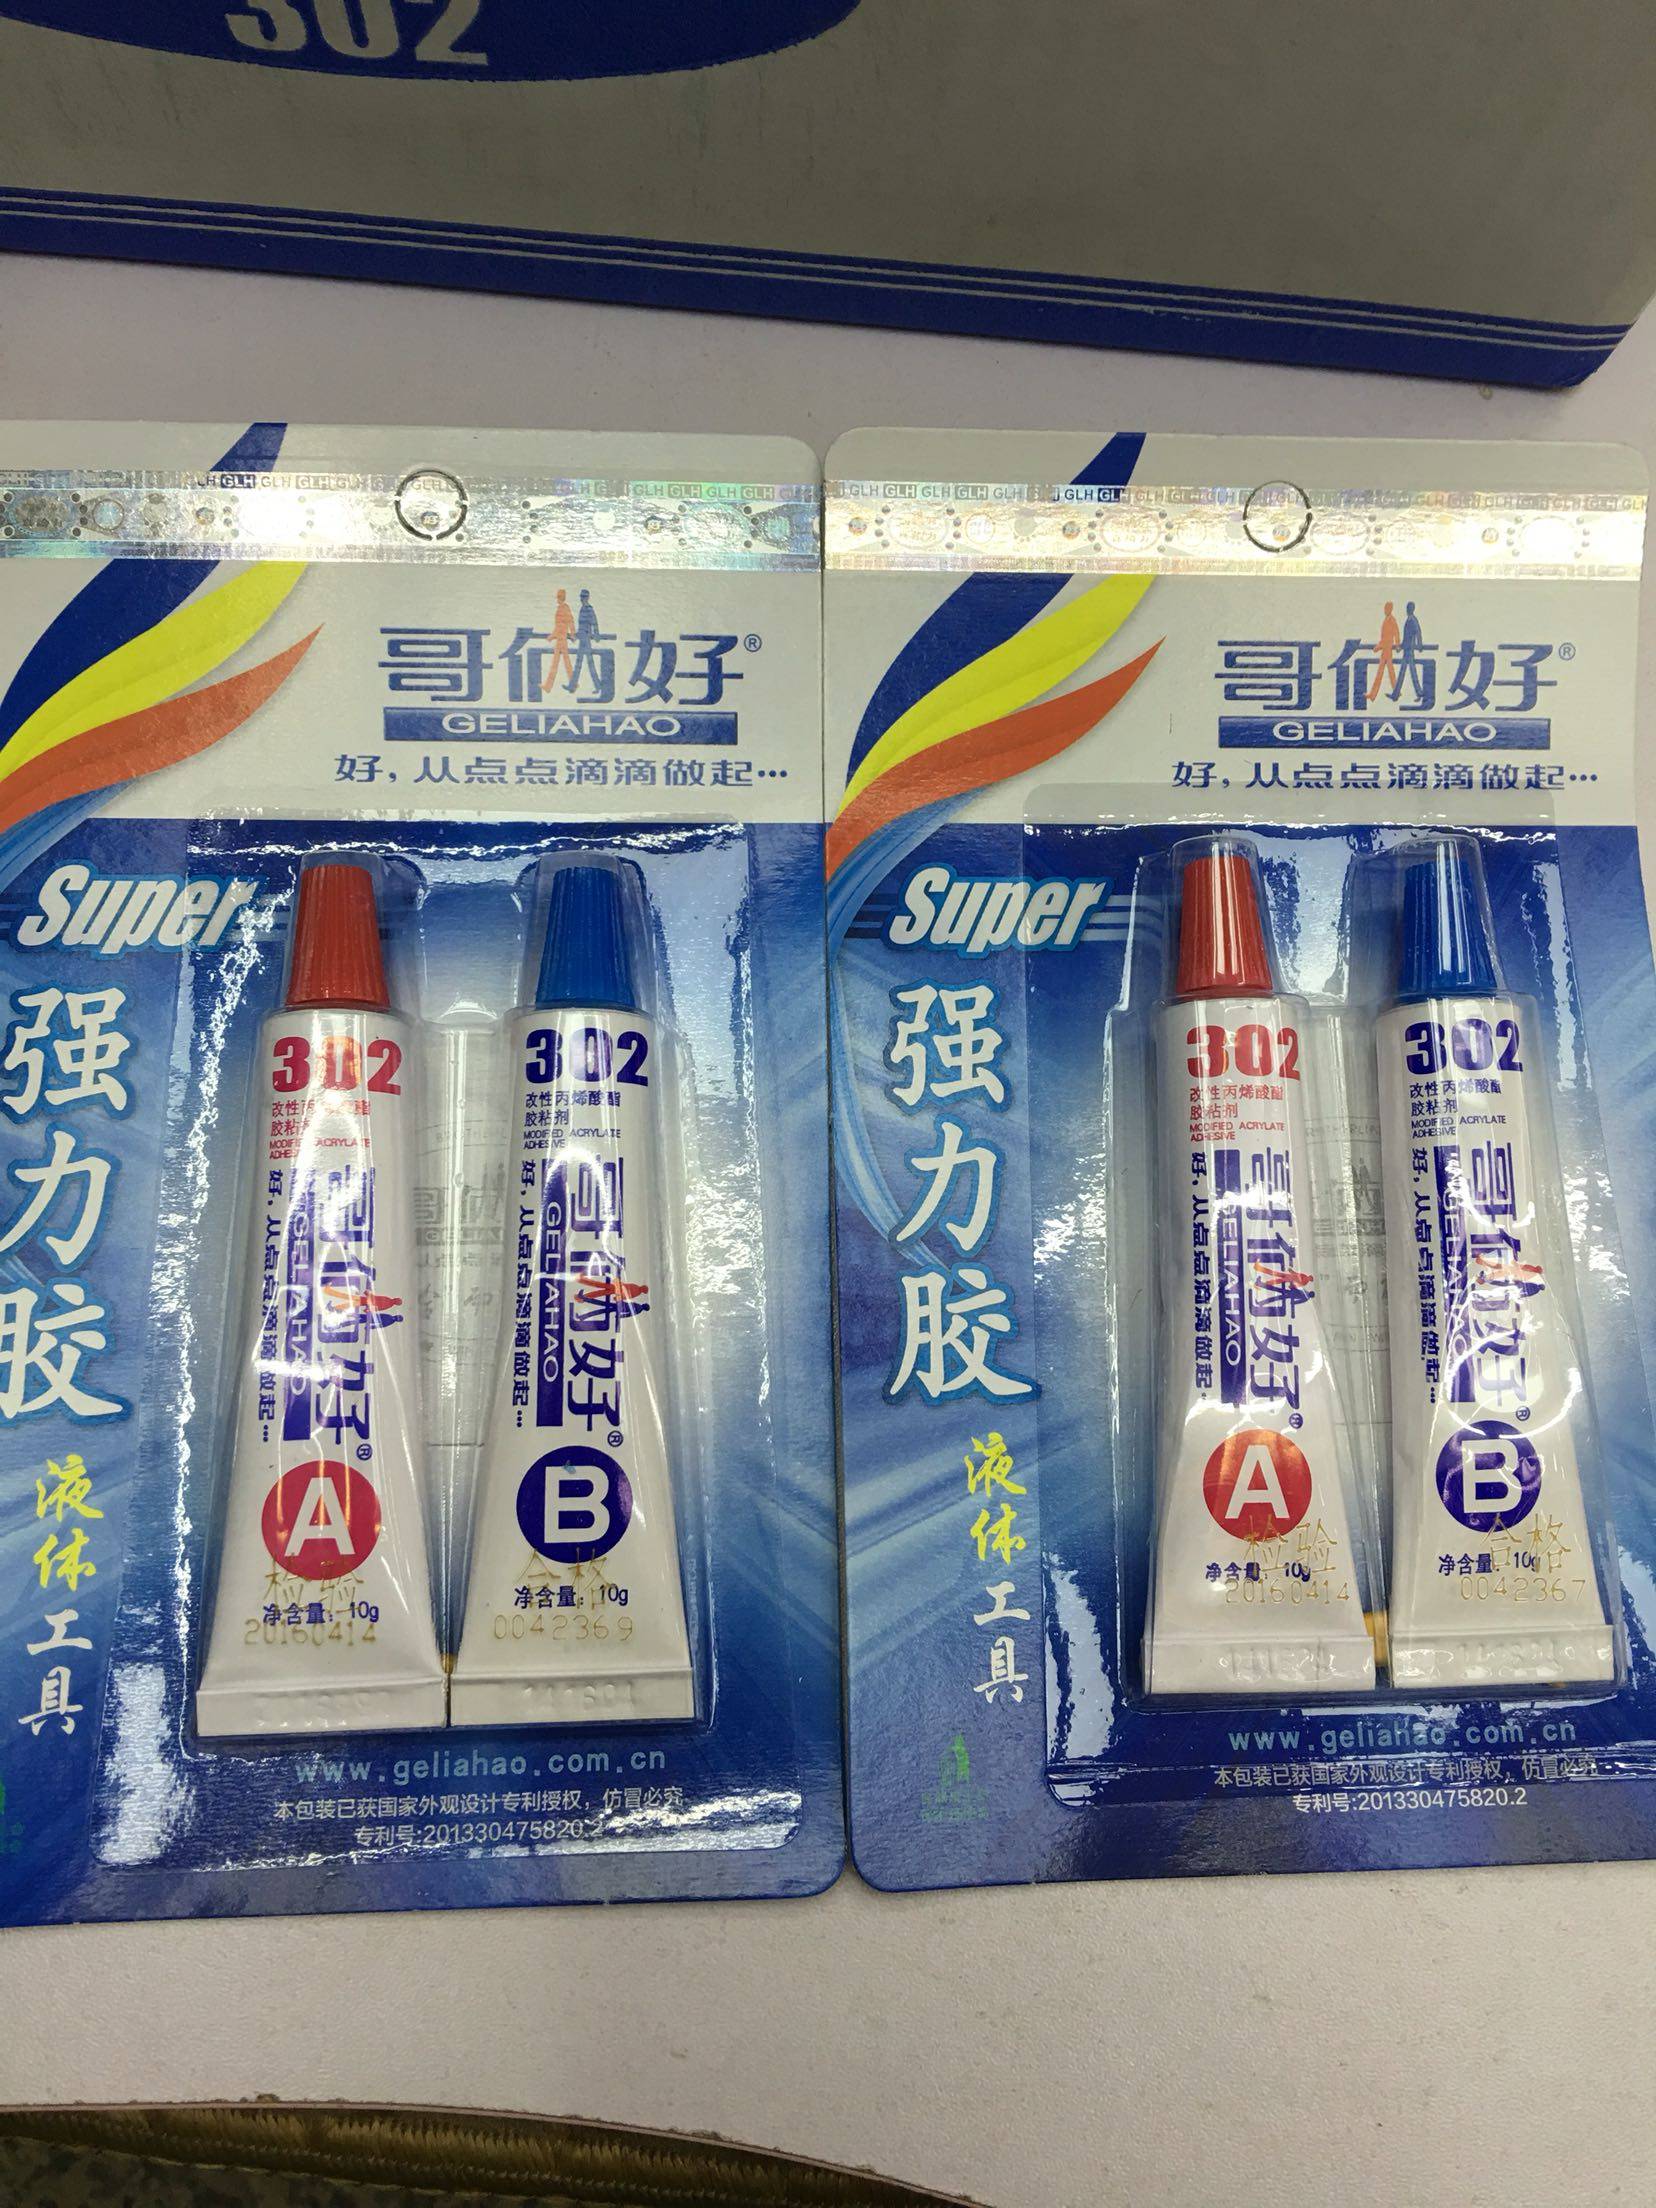 302
GLH GLH GLH GLH GLH
GLH GLH GLH GLH
哥俩好®
GELIAHAO
好，从点点滴滴做起…
Super
强力胶
液体工具
302
改性丙烯酸酯
胶粘剂
MODIFIED ACRYLATE
ADHESIVE
哥俩好®
GELIAHAO
好，从点点滴滴做起…
A
检验
净含量：10g
20160414
302
改性丙烯酸酯
胶粘剂
MODIFIED ACRYLATE
ADHESIVE
哥俩好®
GELIAHAO
好，从点点滴滴做起…
B
合格
净含量：10g
0042369
www.geliahao.com.cn
本包装已获国家外观设计专利授权，仿冒必究
专利号:201330475820.2
GLH GLH GLH GLH GLH GLH GLH
哥俩好®
GELIAHAO
好，从点点滴滴做起…
Super
强力胶
液体工具
302
改性丙烯酸酯
胶粘剂
MODIFIED ACRYLATE
ADHESIVE
哥俩好®
GELIAHAO
好，从点点滴滴做起…
A
检验
净含量：10g
20160414
302
改性丙烯酸酯
胶粘剂
MODIFIED ACRYLATE
ADHESIVE
哥俩好®
GELIAHAO
好，从点点滴滴做起…
B
合格
净含量：10g
0042367
www.geliahao.com.cn
本包装已获国家外观设计专利授权，仿冒必究
专利号:201330475820.2